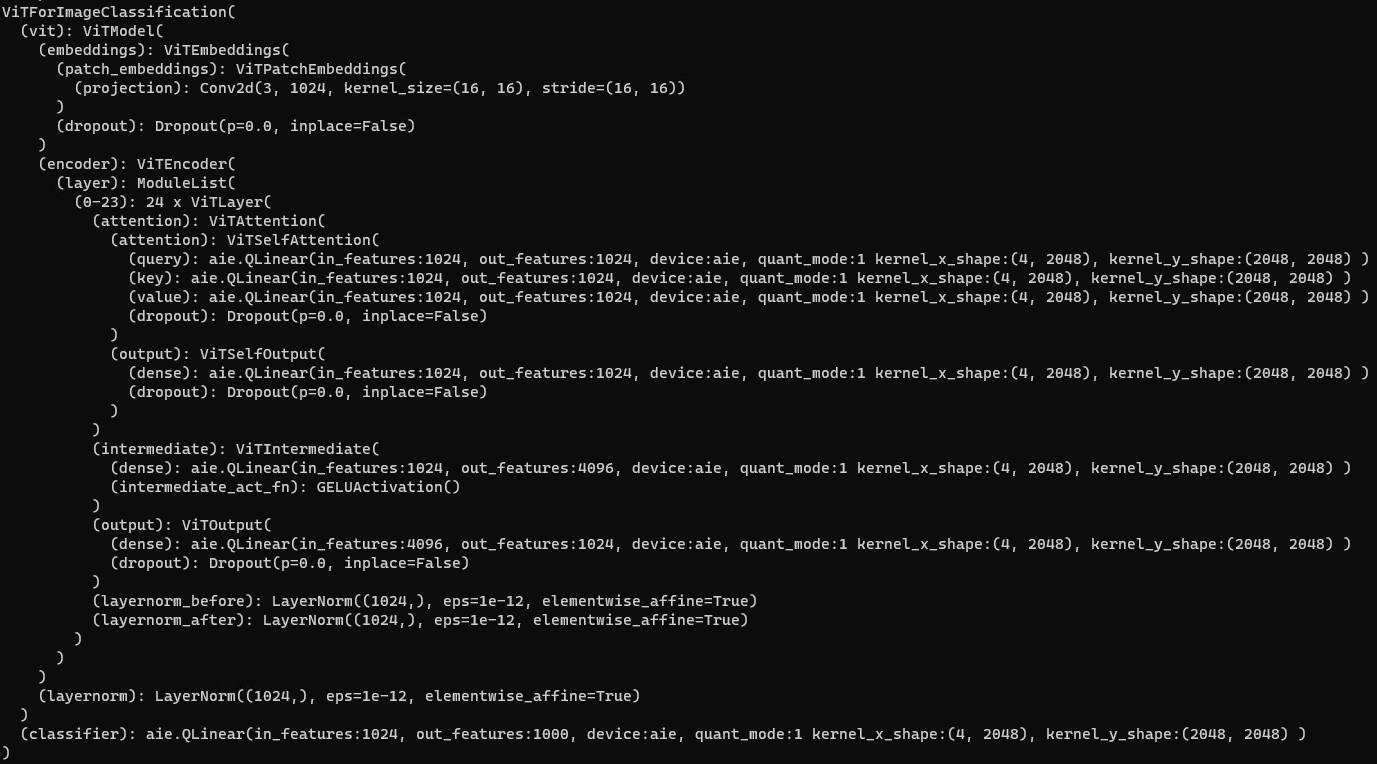 ViTForImageClassification(
  (vit): ViTModel(
    (embeddings): ViTEmbeddings(
      (patch_embeddings): ViTPatchEmbeddings(
        (projection): Conv2d(3, 1024, kernel_size=(16, 16), stride=(16, 16))
      )
      (dropout): Dropout(p=0.0, inplace=False)
    )
    (encoder): ViTEncoder(
      (layer): ModuleList(
        (0-23): 24 x ViTLayer(
          (attention): ViTAttention(
            (attention): ViTSelfAttention(
              (query): aie.QLinear(in_features:1024, out_features:1024, device:aie, quant_mode:1 kernel_x_shape:(4, 2048), kernel_y_shape:(2048, 2048) )
              (key): aie.QLinear(in_features:1024, out_features:1024, device:aie, quant_mode:1 kernel_x_shape:(4, 2048), kernel_y_shape:(2048, 2048) )
              (value): aie.QLinear(in_features:1024, out_features:1024, device:aie, quant_mode:1 kernel_x_shape:(4, 2048), kernel_y_shape:(2048, 2048) )
              (dropout): Dropout(p=0.0, inplace=False)
            )
            (output): ViTSelfOutput(
              (dense): aie.QLinear(in_features:1024, out_features:1024, device:aie, quant_mode:1 kernel_x_shape:(4, 2048), kernel_y_shape:(2048, 2048) )
              (dropout): Dropout(p=0.0, inplace=False)
            )
          )
          (intermediate): ViTIntermediate(
            (dense): aie.QLinear(in_features:1024, out_features:4096, device:aie, quant_mode:1 kernel_x_shape:(4, 2048), kernel_y_shape:(2048, 2048) )
            (intermediate_act_fn): GELUActivation()
          )
          (output): ViTOutput(
            (dense): aie.QLinear(in_features:4096, out_features:1024, device:aie, quant_mode:1 kernel_x_shape:(4, 2048), kernel_y_shape:(2048, 2048) )
            (dropout): Dropout(p=0.0, inplace=False)
          )
          (layernorm_before): LayerNorm((1024,), eps=1e-12, elementwise_affine=True)
          (layernorm_after): LayerNorm((1024,), eps=1e-12, elementwise_affine=True)
        )
      )
    )
    (layernorm): LayerNorm((1024,), eps=1e-12, elementwise_affine=True)
  )
  (classifier): aie.QLinear(in_features:1024, out_features:1000, device:aie, quant_mode:1 kernel_x_shape:(4, 2048), kernel_y_shape:(2048, 2048) )
)